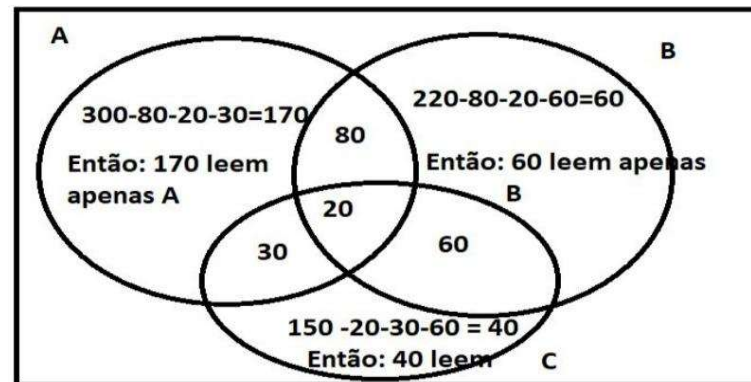 A
B
300-80-20-30=170
220-80-20-60=60
80
Então: 170 leem
apenas A
Então: 60 leem apenas
B
20
30
60
150 -20-30-60 = 40
Então: 40 leem
C